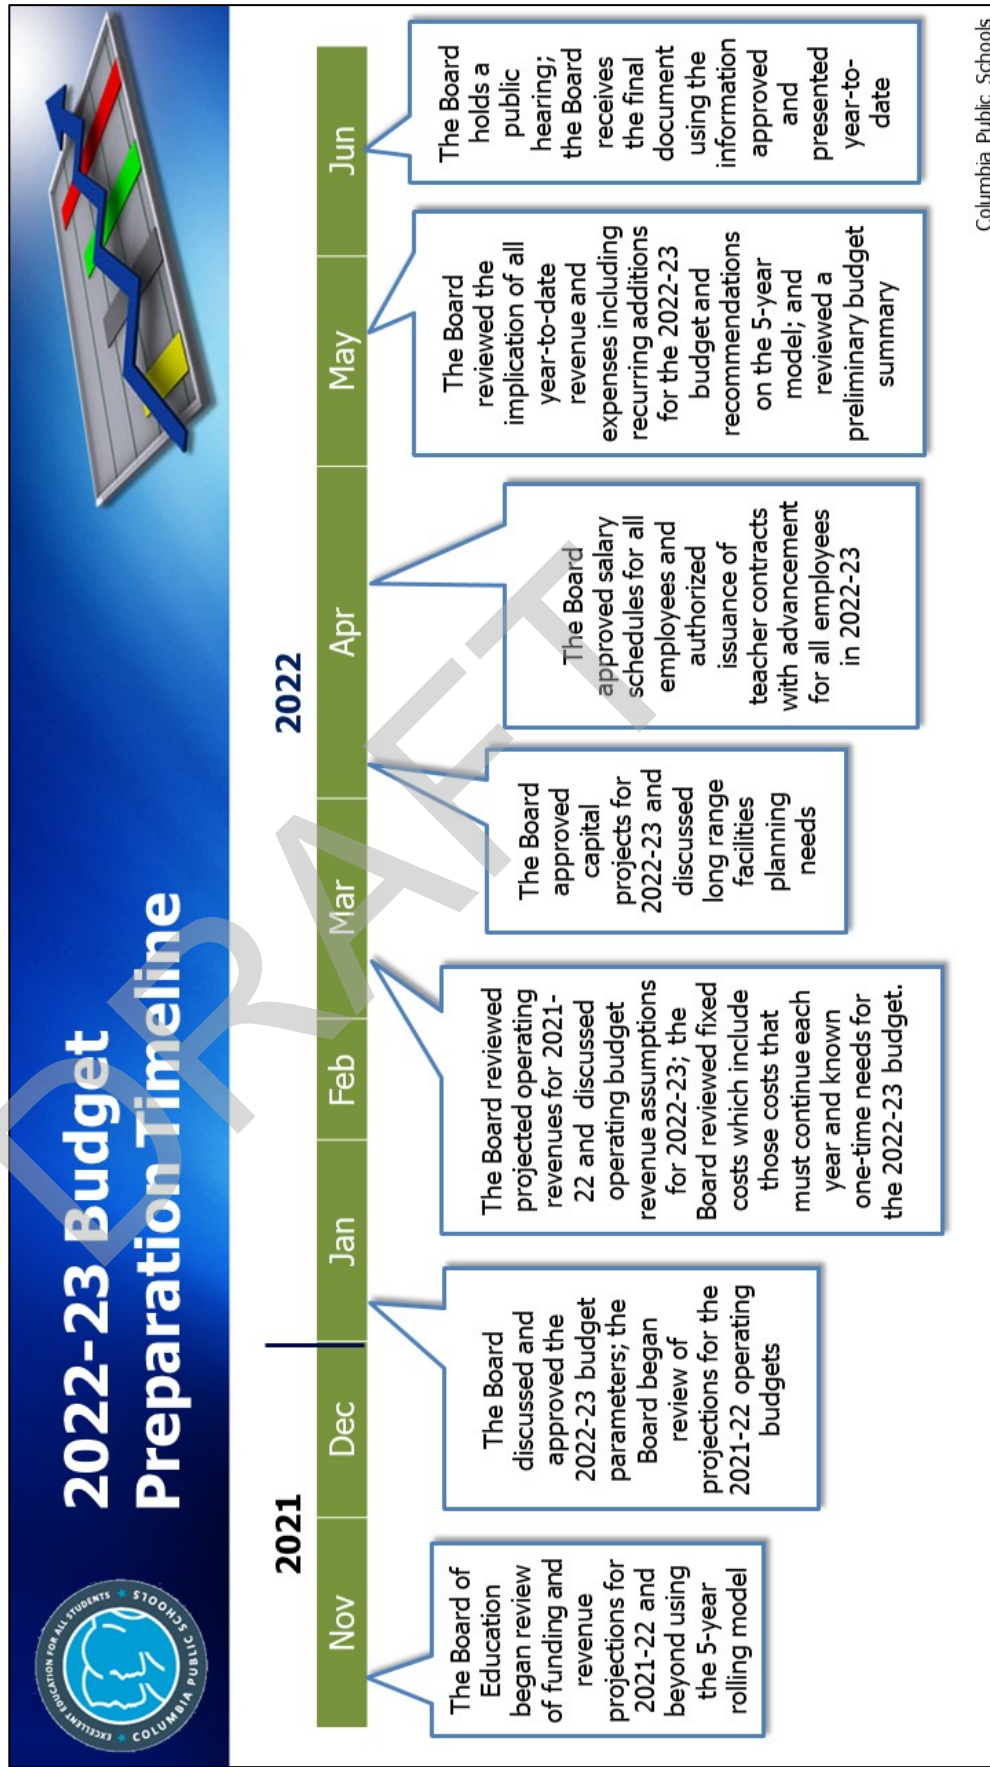 2022-23 Budget
Preparation Timeline
EXCELLENT EDUCATION FOR ALL STUDENTS
COLUMBIA PUBLIC SCHOOLS
2021
2022
Nov
Dec
Jan
Feb
Mar
Apr
May
Jun
The Board of
Education
began review
of funding and
revenue
projections for
2021-22 and
beyond using
the 5-year
rolling model
The Board
discussed and
approved the
2022-23 budget
parameters; the
Board began
review of
projections for the
2021-22 operating
budgets
The Board reviewed
projected operating
revenues for 2021-
22 and discussed
operating budget
revenue assumptions
for 2022-23; the
Board reviewed fixed
costs which include
those costs that
must continue each
year and known
one-time needs for
the 2022-23 budget.
The Board
approved
capital
projects for
2022-23 and
discussed
long range
facilities
planning
needs
The Board
approved salary
schedules for all
employees and
authorized
issuance of
teacher contracts
with advancement
for all employees
in 2022-23
The Board
reviewed the
implication of all
year-to-date
revenue and
expenses including
recurring additions
for the 2022-23
budget and
recommendations
on the 5-year
model; and
reviewed a
preliminary budget
summary
The Board
holds a
public
hearing;
the Board
receives
the final
document
using the
information
approved
and
presented
year-to-
date
Columbia Public Schools
DRAFT